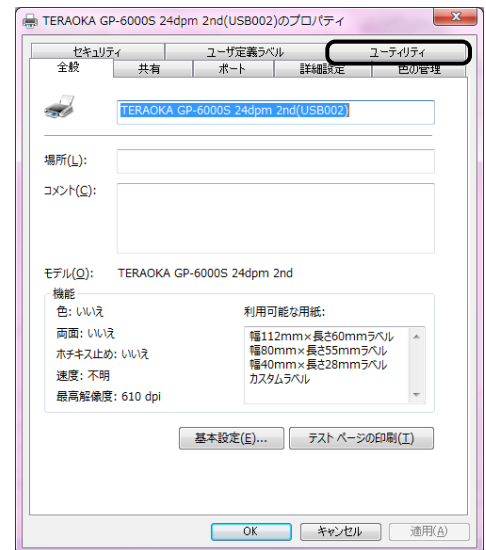 TERAOKA GP-6000S 24dpm 2nd(USB002)のプロパティ
セキュリティ ユーザ定義ラベル ユーティリティ
全般 共有 ポート 詳細設定 色の管理
TERAOKA GP-6000S 24dpm 2nd(USB002)
場所(L):
コメント(C):
モデル(O): TERAOKA GP-6000S 24dpm 2nd
機能
色: いいえ 利用可能な用紙:
両面: いいえ 幅112mm×長さ60mmラベル
ホチキス止め: いいえ 幅80mm×長さ55mmラベル
速度: 不明 幅40mm×長さ28mmラベル
最高解像度: 610 dpi カスタムラベル
基本設定(E)... テスト ページの印刷(T)
OK キャンセル 適用(A)